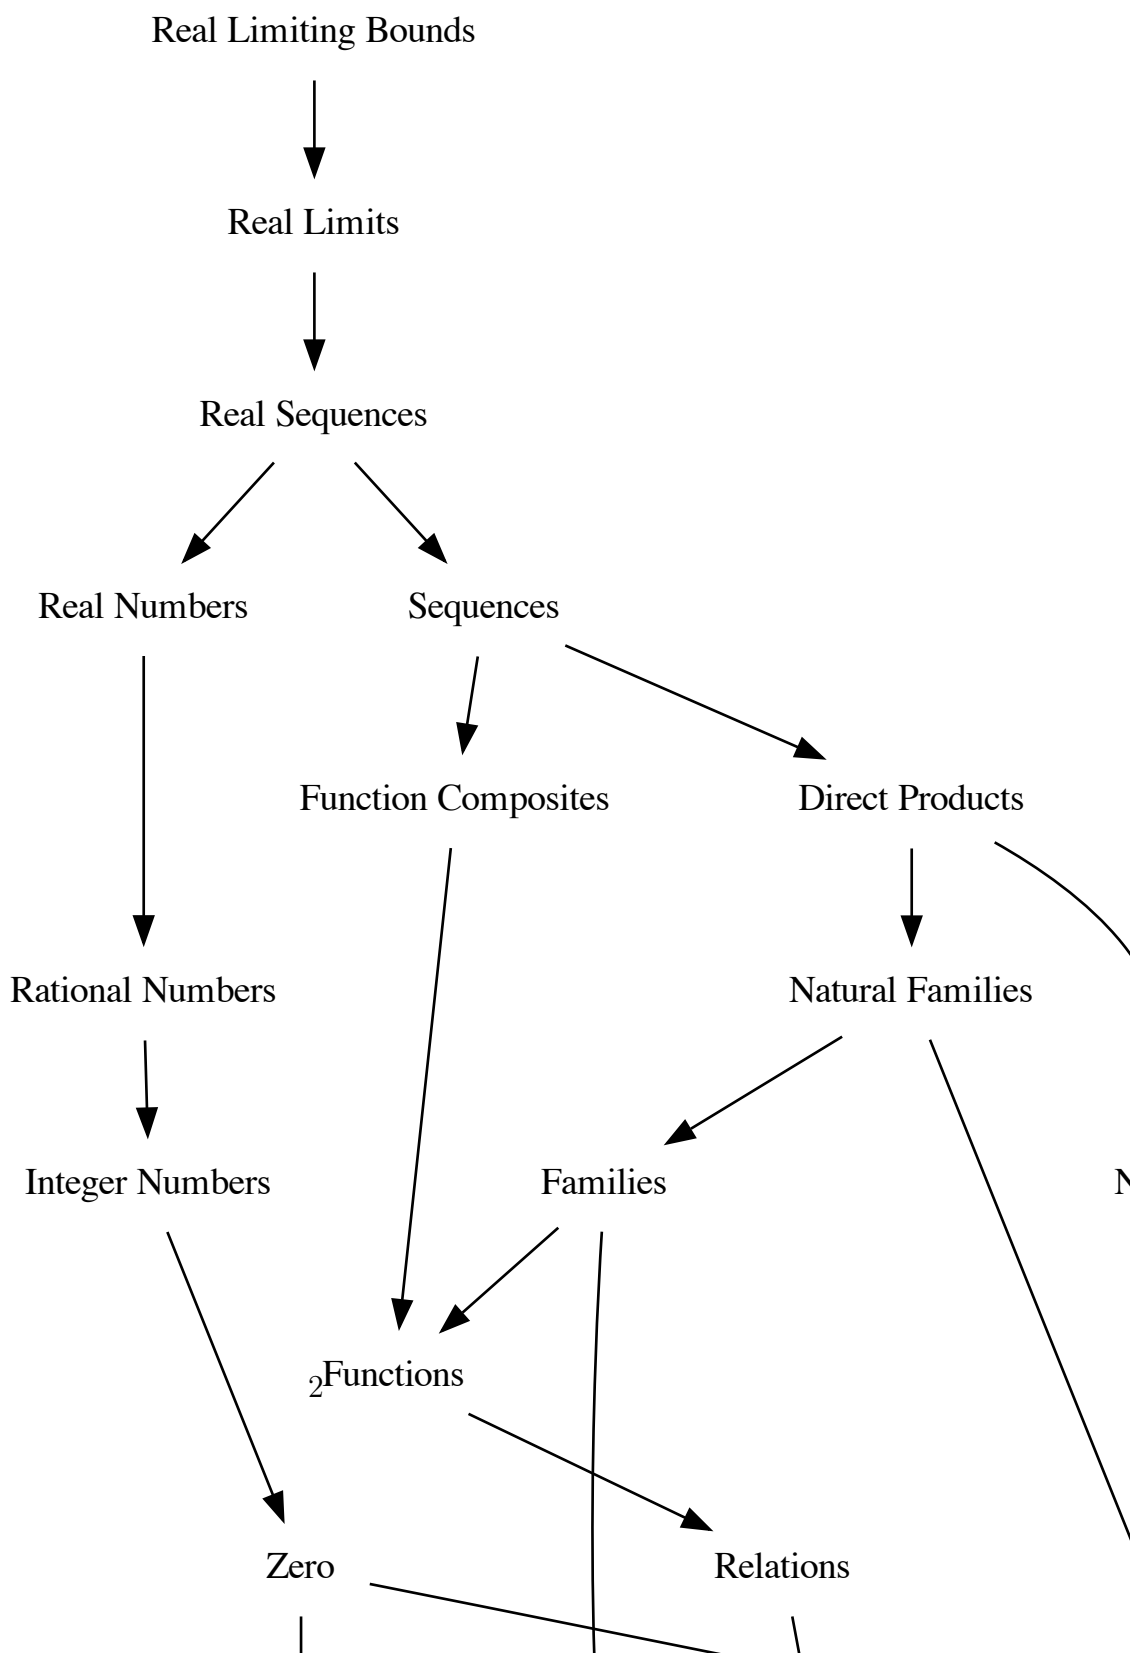 Real Limiting Bounds
Real Limits
Real Sequences
Real Numbers
Sequences
Function Composites
Direct Products
Rational Numbers
Natural Families
Integer Numbers
Families
N
2Functions
Zero
Relations